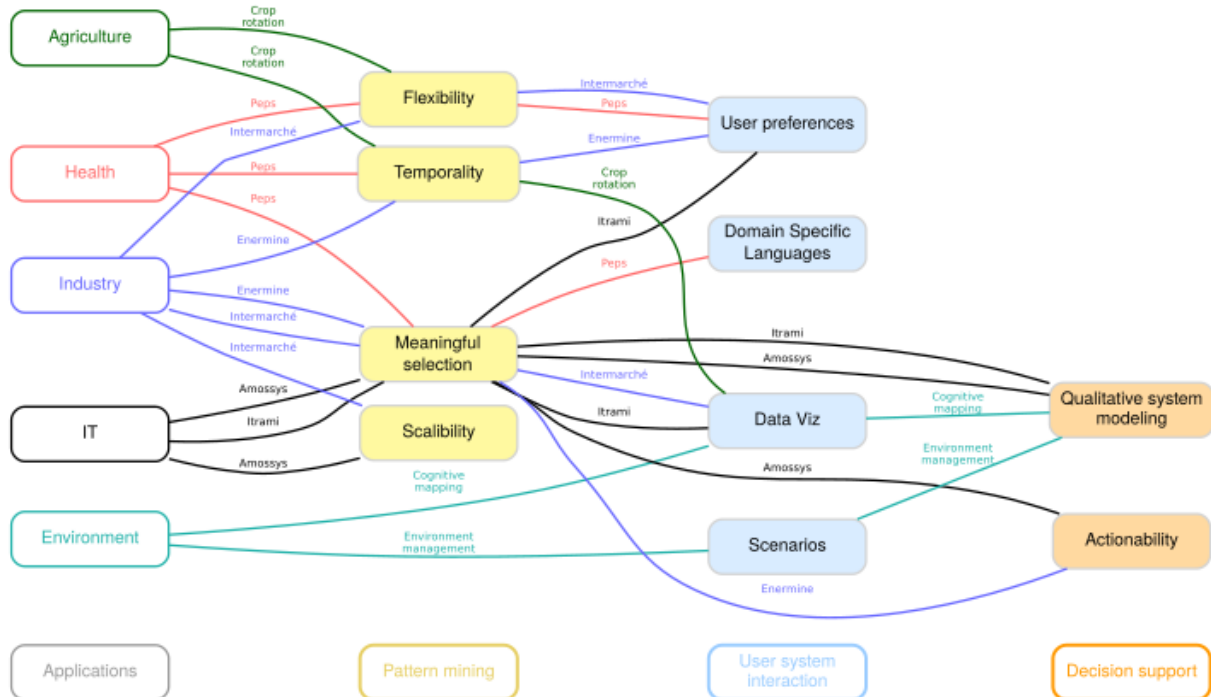 Agriculture
Crop
rotation
Crop
rotation
Flexibility
Intermarché
Peps
User preferences
Peps
Intermarché
Enermine
Health
Peps
Temporality
Crop
rotation
Peps
Itrami
Domain Specific
Languages
Enermine
Peps
Industry
Enermine
Intermarché
Intermarché
Meaningful
selection
Itrami
Amossys
Intermarché
Amossys
Itrami
IT
Amossys
Scalibility
Itrami
Data Viz
Cognitive
mapping
Qualitative system
modeling
Environment
management
Amossys
Cognitive
mapping
Environment
Environment
management
Scenarios
Actionability
Enermine
Applications
Pattern mining
User system
interaction
Decision support